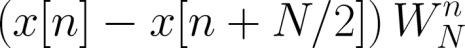 (x[n] − x[n + N/2]) W_N^n